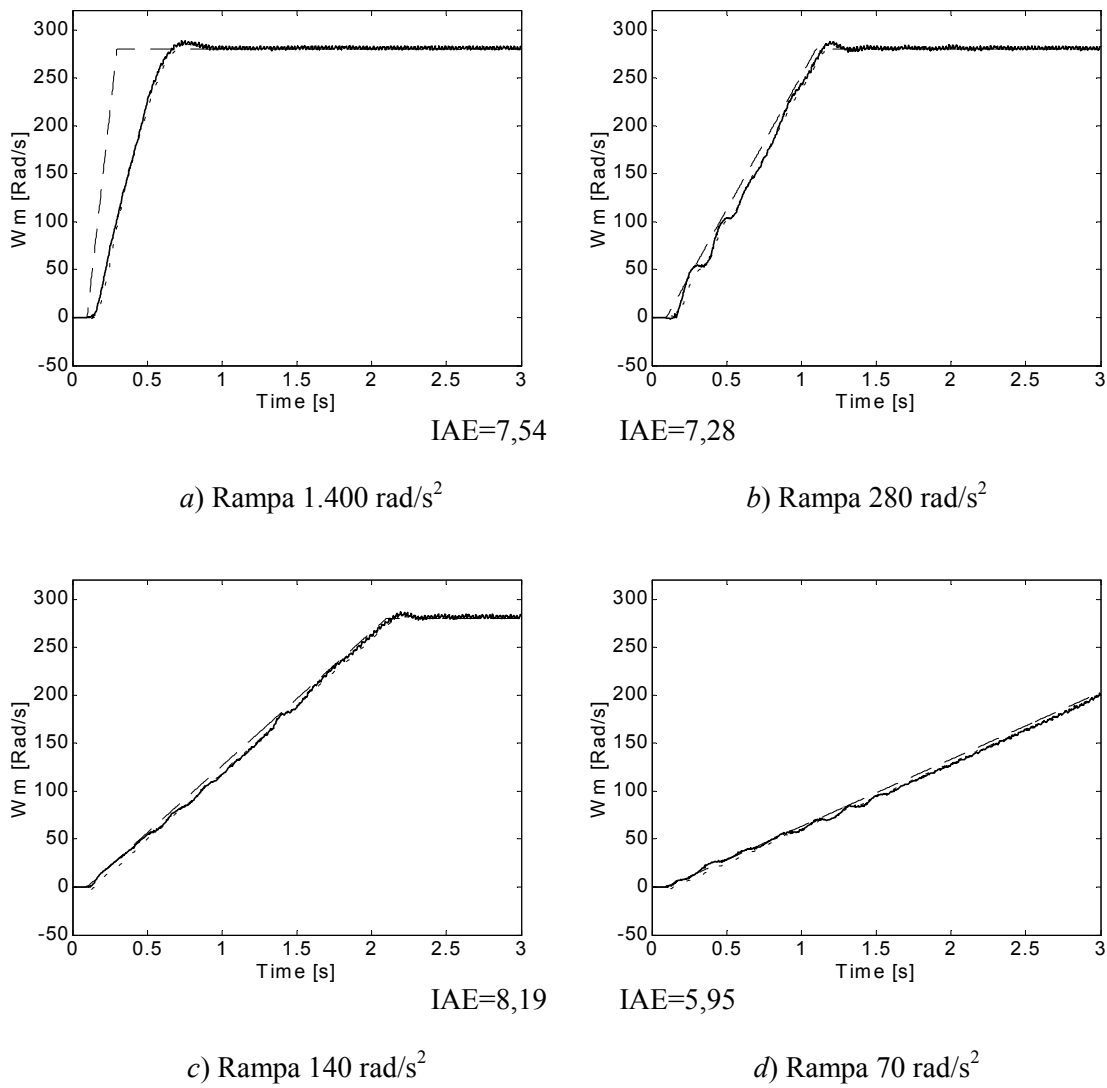 300
250
200
150
100
50
0
-50
Wm [Rad/s]
0 0.5 1 1.5 2 2.5 3
Time [s]
IAE=7,54
a) Rampa 1.400 rad/s²
300
250
200
150
100
50
0
-50
Wm [Rad/s]
0 0.5 1 1.5 2 2.5 3
Time [s]
IAE=7,28
b) Rampa 280 rad/s²
300
250
200
150
100
50
0
-50
Wm [Rad/s]
0 0.5 1 1.5 2 2.5 3
Time [s]
IAE=8,19
c) Rampa 140 rad/s²
300
250
200
150
100
50
0
-50
Wm [Rad/s]
0 0.5 1 1.5 2 2.5 3
Time [s]
IAE=5,95
d) Rampa 70 rad/s²